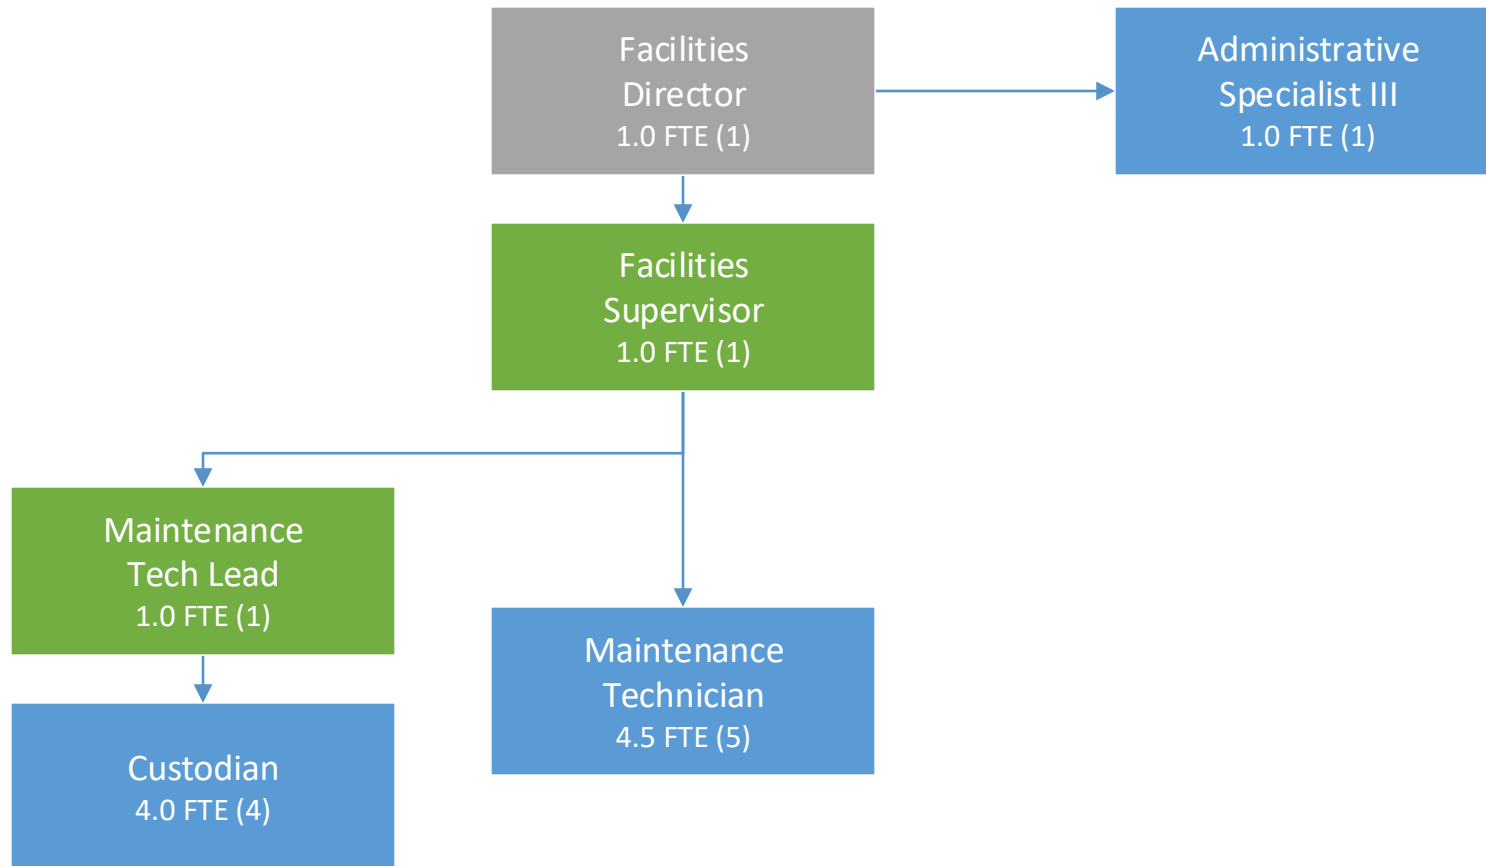 Facilities
Director
1.0 FTE (1)
Administrative
Specialist III
1.0 FTE (1)
Facilities
Supervisor
1.0 FTE (1)
Maintenance
Tech Lead
1.0 FTE (1)
Maintenance
Technician
4.5 FTE (5)
Custodian
4.0 FTE (4)